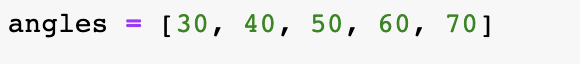 angles = [30, 40, 50, 60, 70]